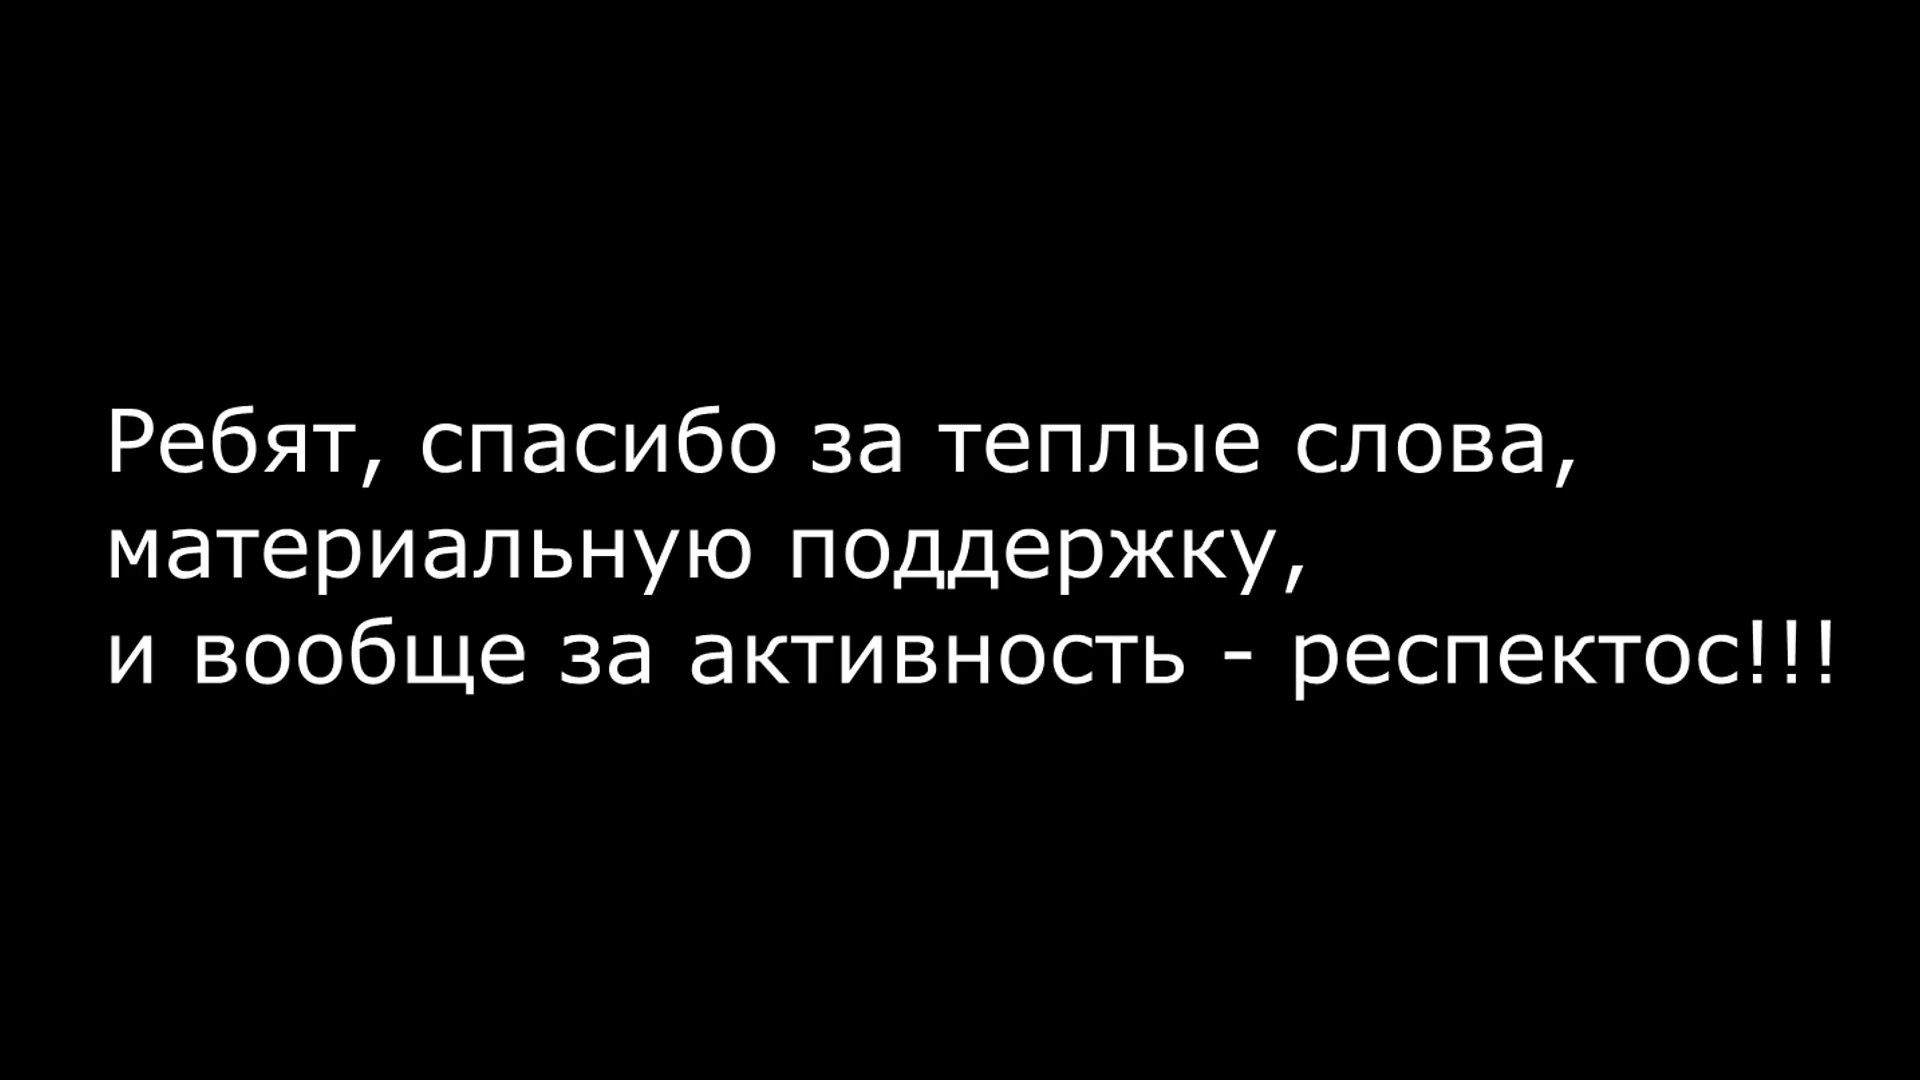 Ребят, спасибо за теплые слова,
материальную поддержку,
и вообще за активность - респектос!!!